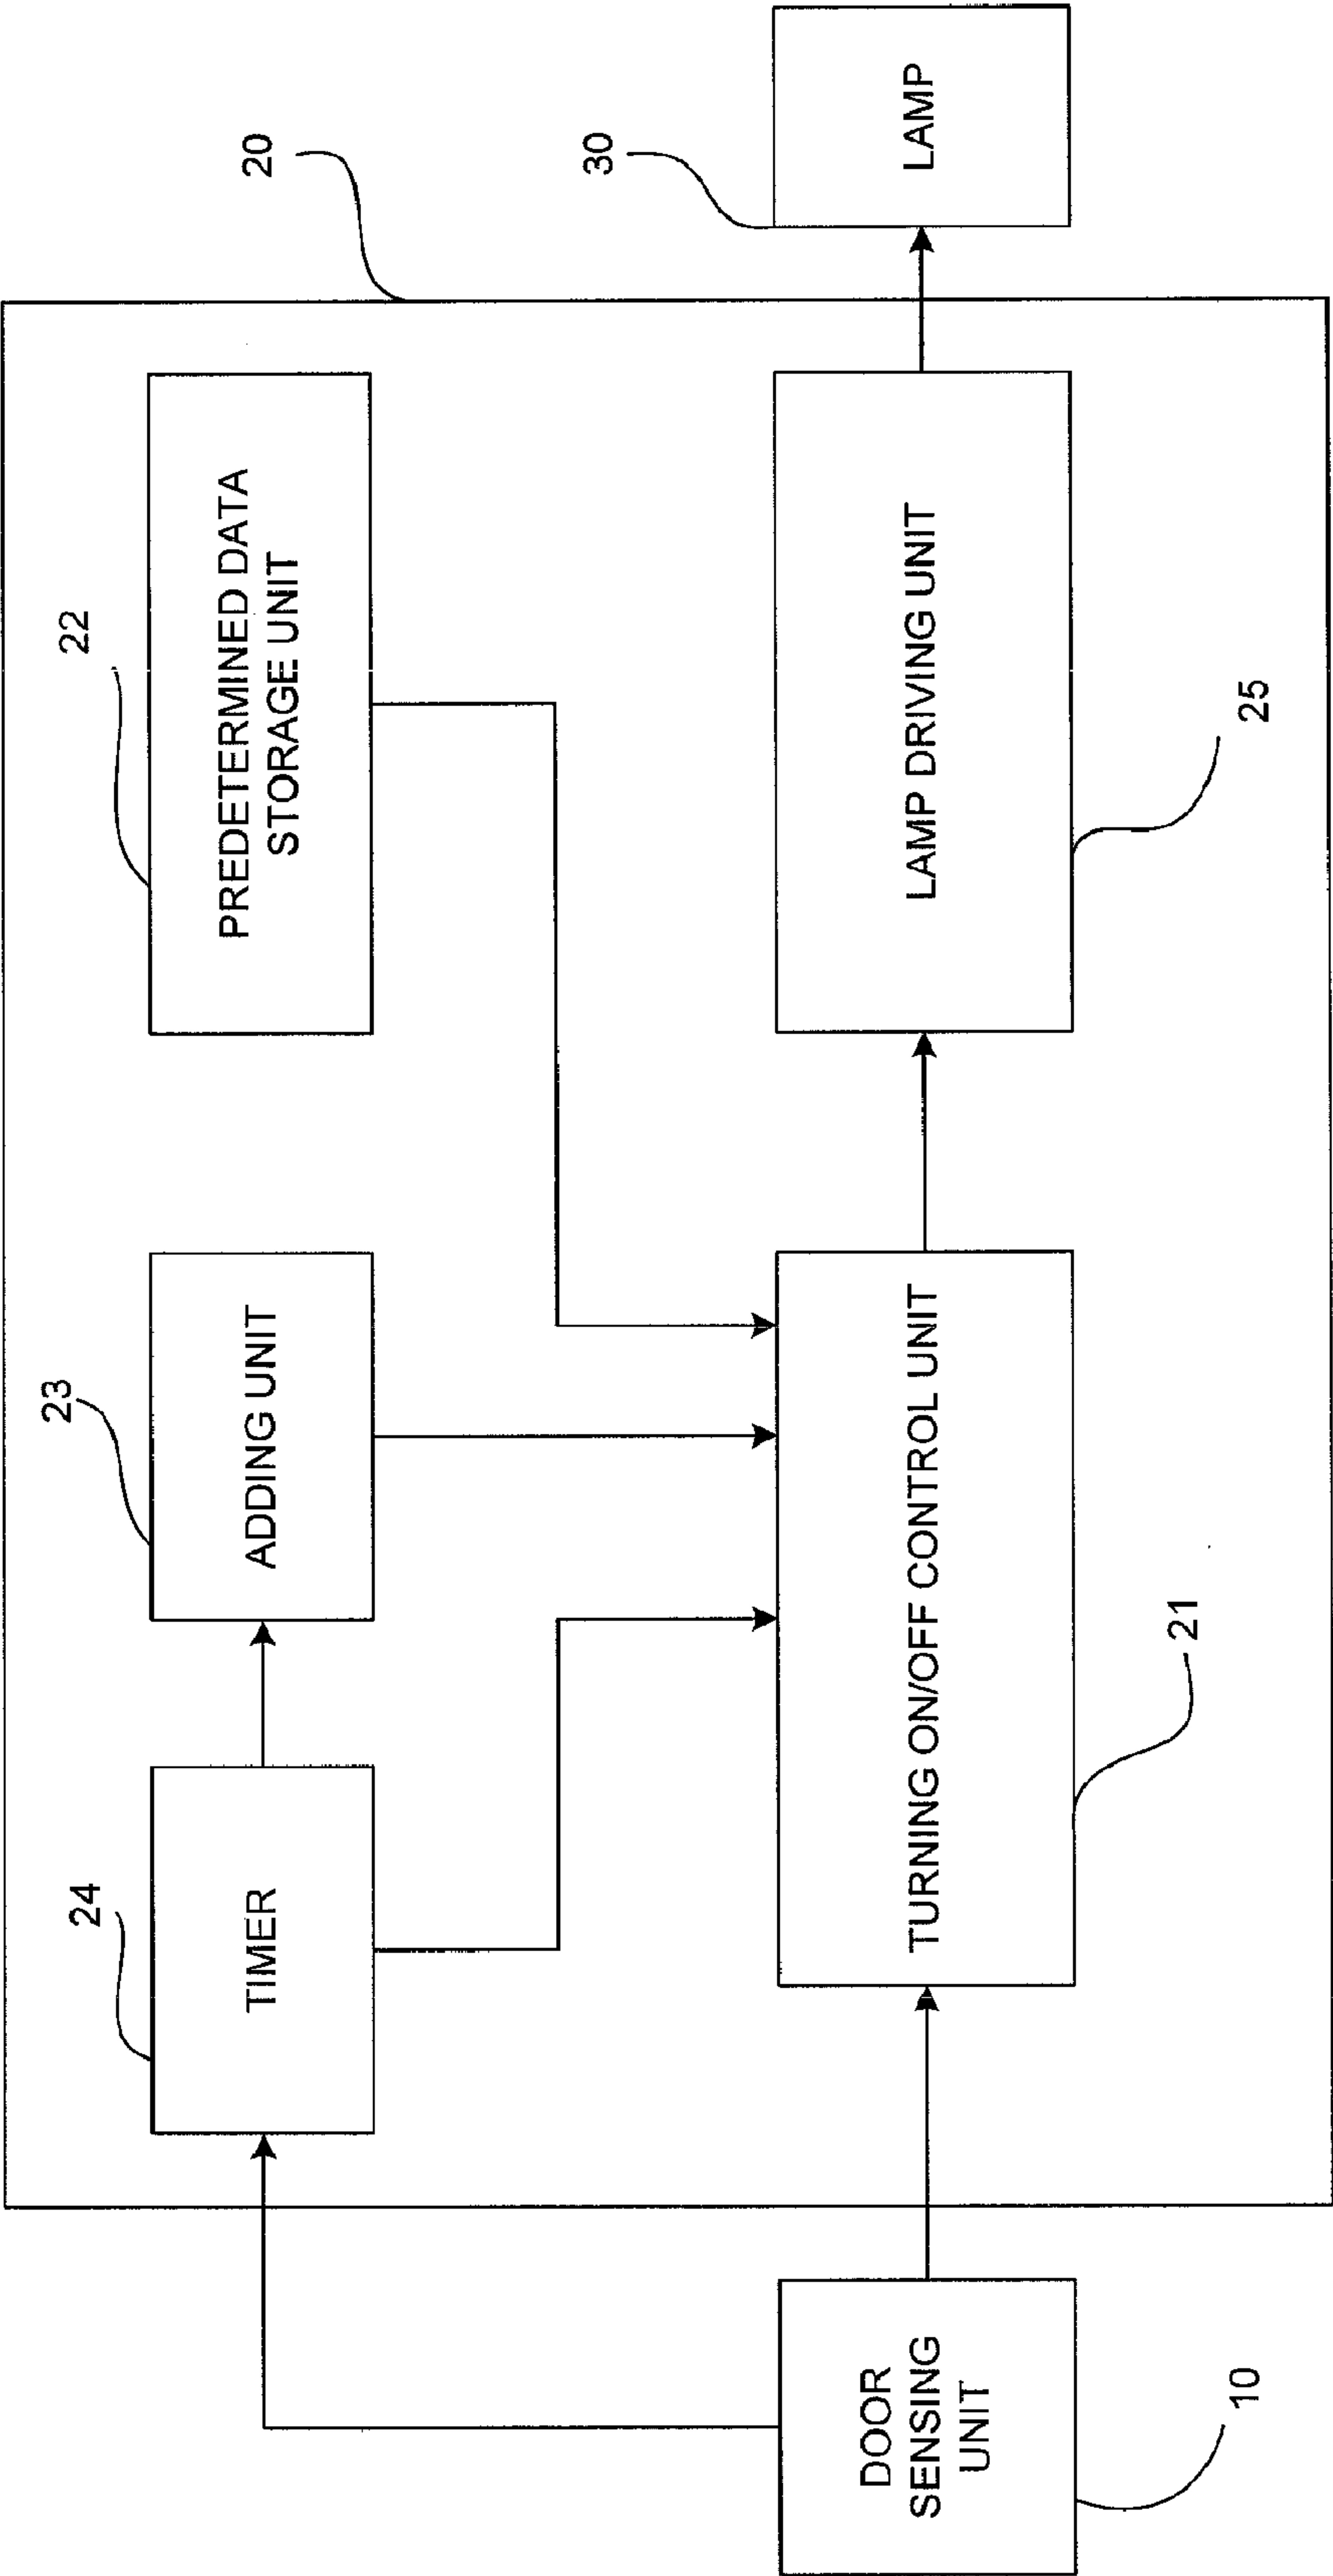 20
22
PREDETERMINED DATA
STORAGE UNIT
23
ADDING UNIT
24
TIMER
30
LAMP
LAMP DRIVING UNIT
25
TURNING ON/OFF CONTROL UNIT
21
DOOR
SENSING
UNIT
10